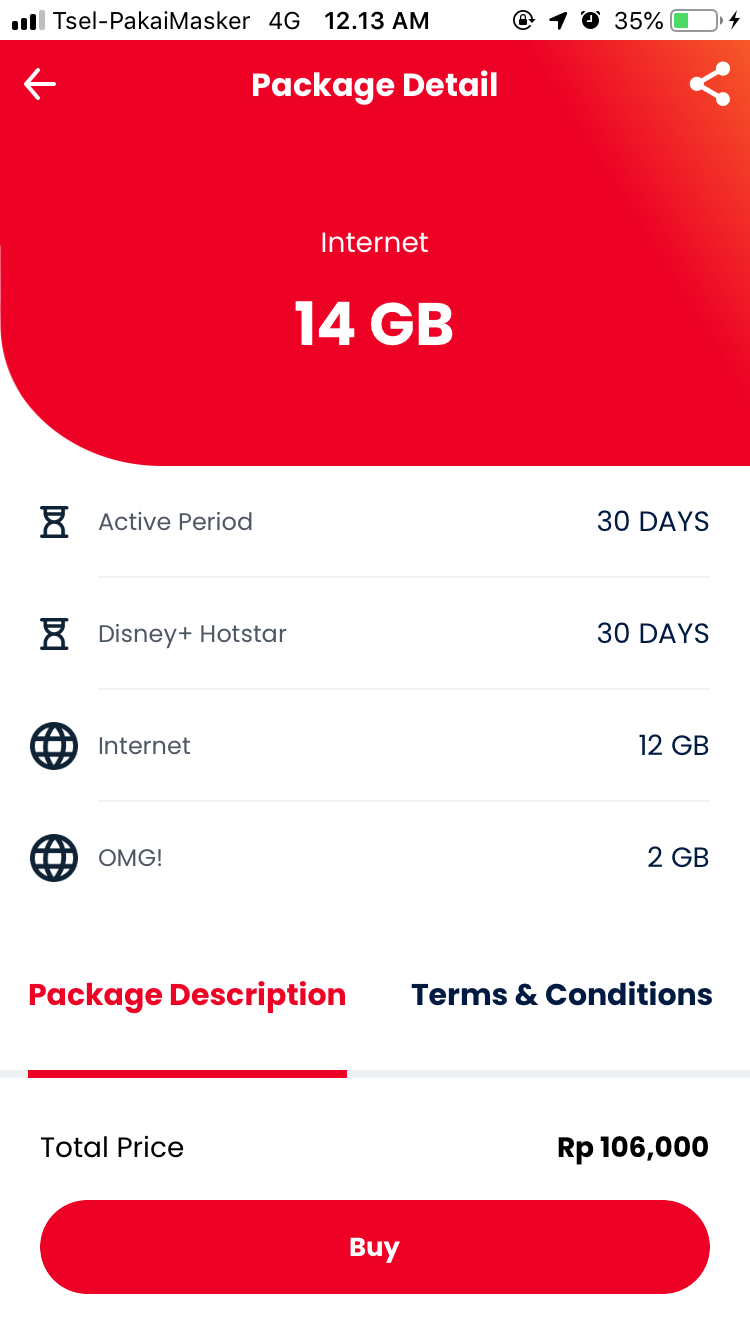 Tsel-PakaiMasker 4G 12.13 AM 35%
Package Detail
Internet
14 GB
Active Period 30 DAYS
Disney+ Hotstar 30 DAYS
Internet 12 GB
OMG! 2 GB
Package Description Terms & Conditions
Total Price Rp 106,000
Buy